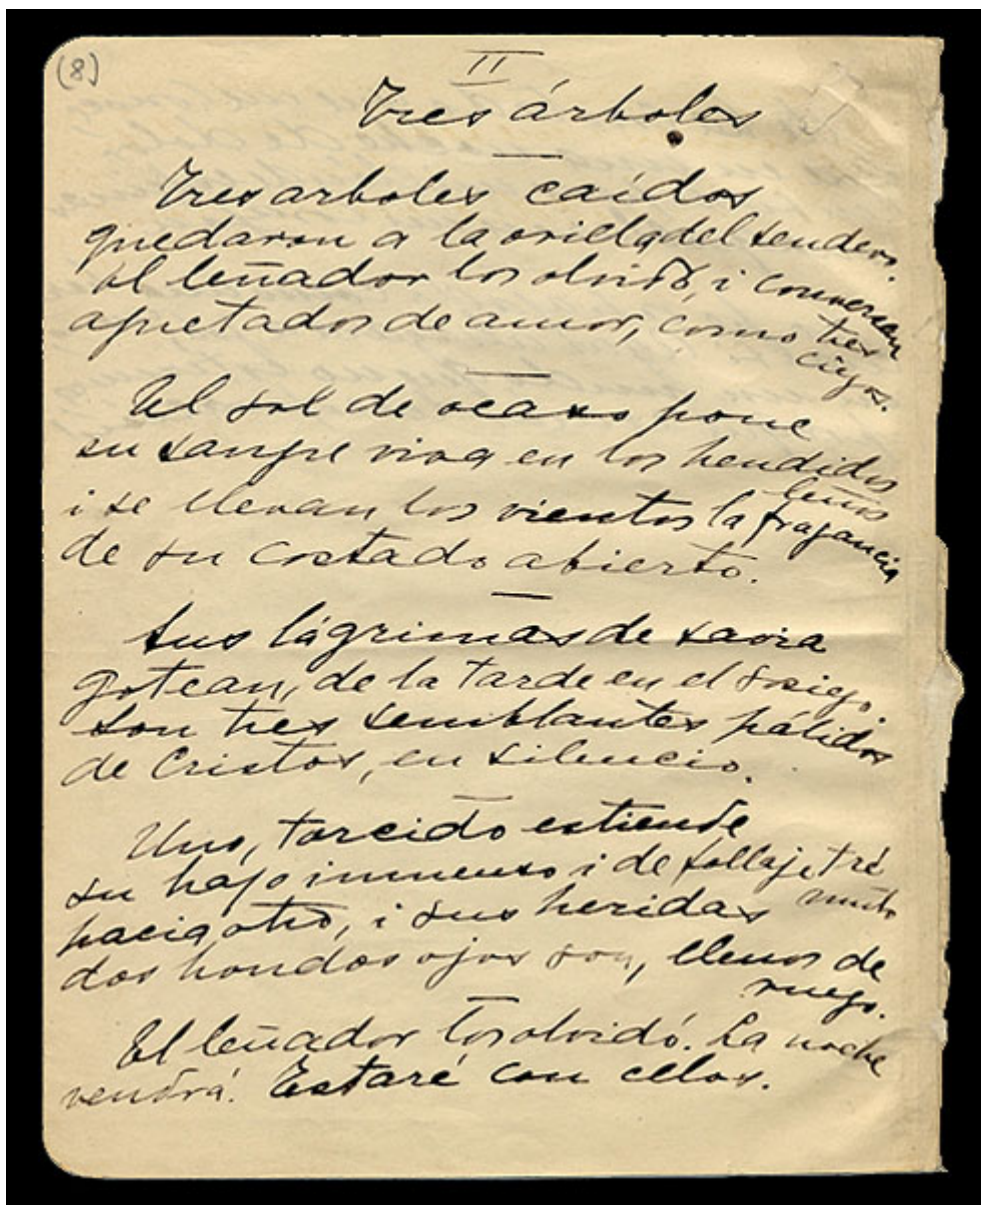 (8)
II
Tres árboles
Tres arboles caídos
quedaron a la orilla del sendero.
El leñador los olvidó, i conversan
apretados de amor, como tres
ciegos.
El sol de ocaso pone
su sangre viva en los hendidos
leños
i se llevan los vientos la fragancia
de su costado abierto.
Sus lágrimas de savia
gotean, de la tarde en el sosiego.
Son tres semblantes pálidos
de Cristos, en silencio.
Uno, torcido estiende
su bajo inmenso i de follaje tré
mulo
hacia otro, i sus heridas
dos hondos ojos son, llenos de
ruego.
El leñador los olvidó. La noche
vendrá. Estaré con ellos.